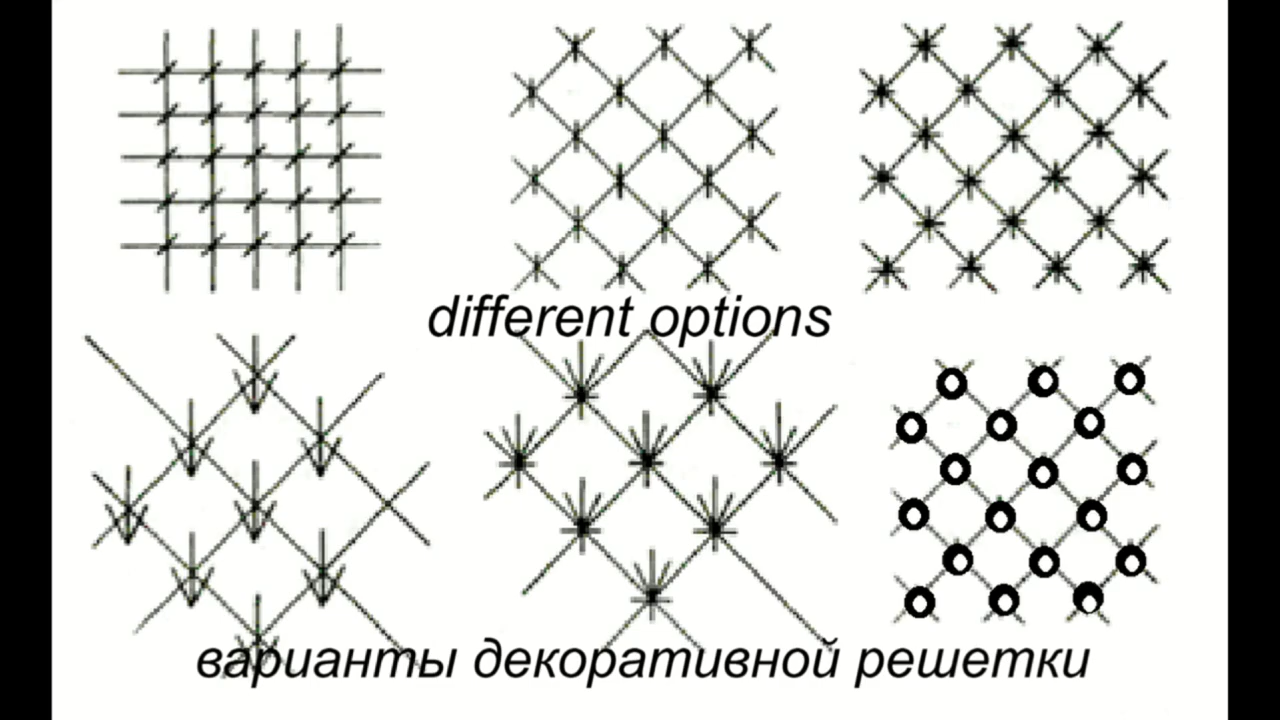 different options
варианты декоративной решетки